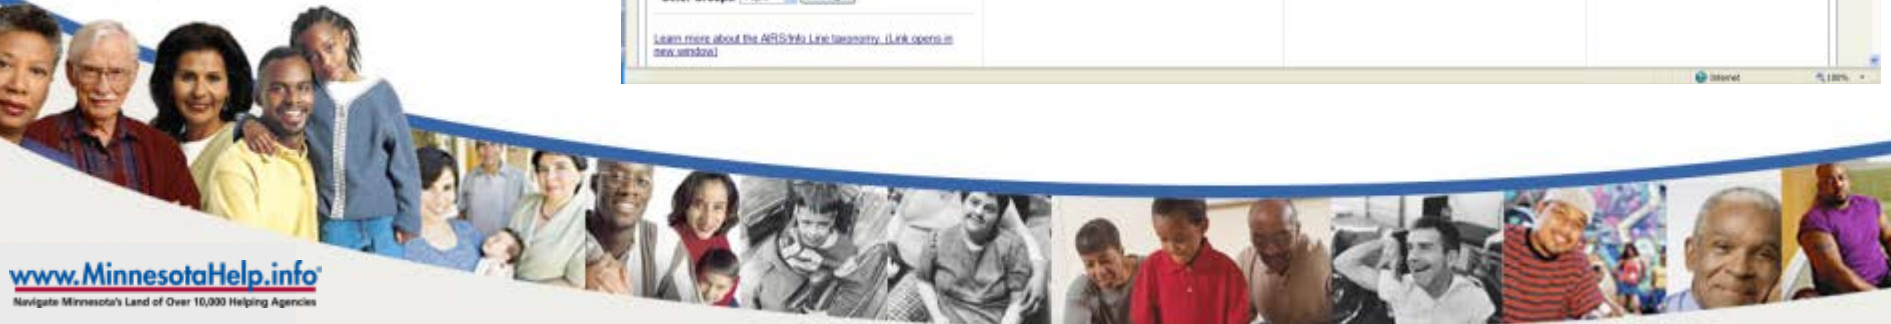 Learn more about the AIRS/Info Line taxonomy. (Link opens in
new window)
Internet
100%
www.MinnesotaHelp.info
Navigate Minnesota's Land of Over 10,000 Helping Agencies